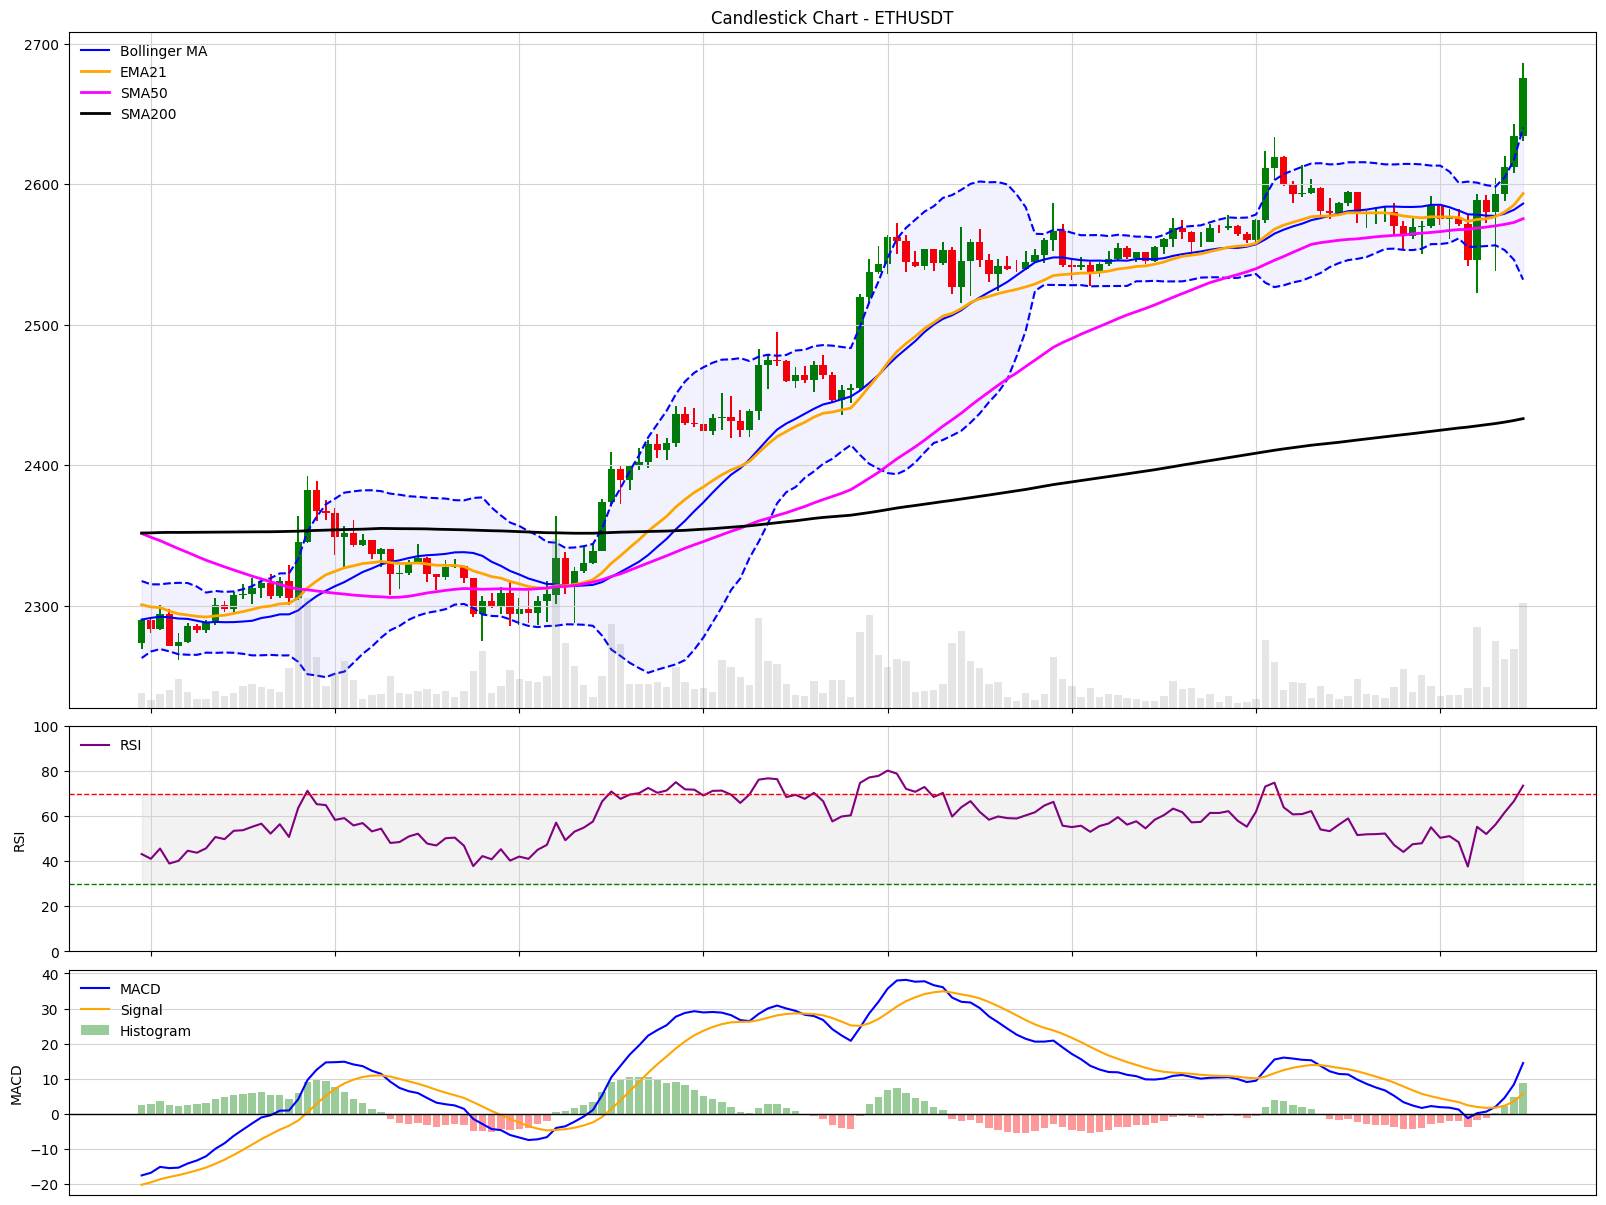 Candlestick Chart - ETHUSDT
Bollinger MA
EMA21
SMA50
SMA200
2700
2600
2500
2400
2300
RSI
RSI
100
80
60
40
20
0
MACD
Signal
Histogram
MACD
40
30
20
10
0
−10
−20